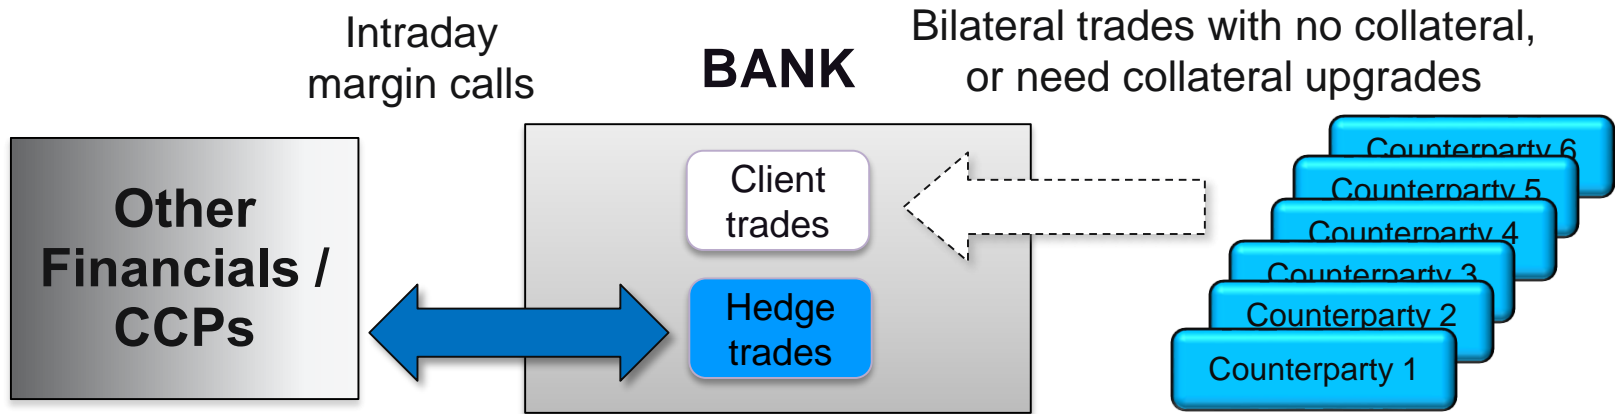 Intraday
margin calls
BANK
Bilateral trades with no collateral,
or need collateral upgrades
Other
Financials /
CCPs
Client
trades
Hedge
trades
Counterparty 6
Counterparty 5
Counterparty 4
Counterparty 3
Counterparty 2
Counterparty 1